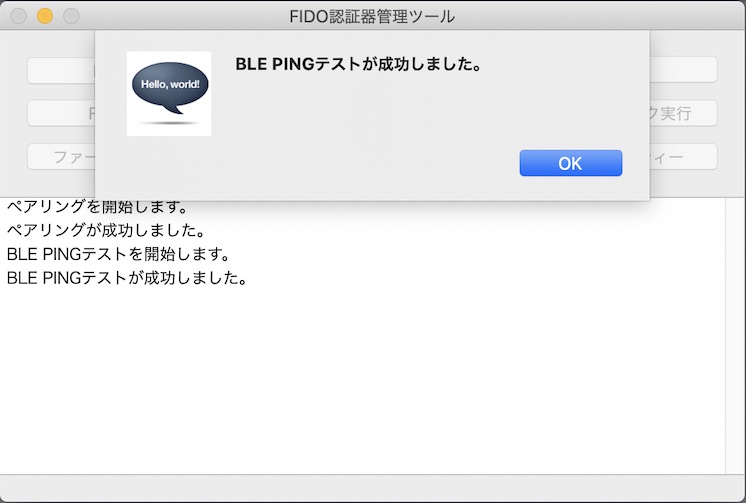 FIDO認証器管理ツール
Hello, world!
BLE PINGテストが成功しました。
ク実行
ファー
ィー
OK
ペアリングを開始します。
ペアリングが成功しました。
BLE PINGテストを開始します。
BLE PINGテストが成功しました。